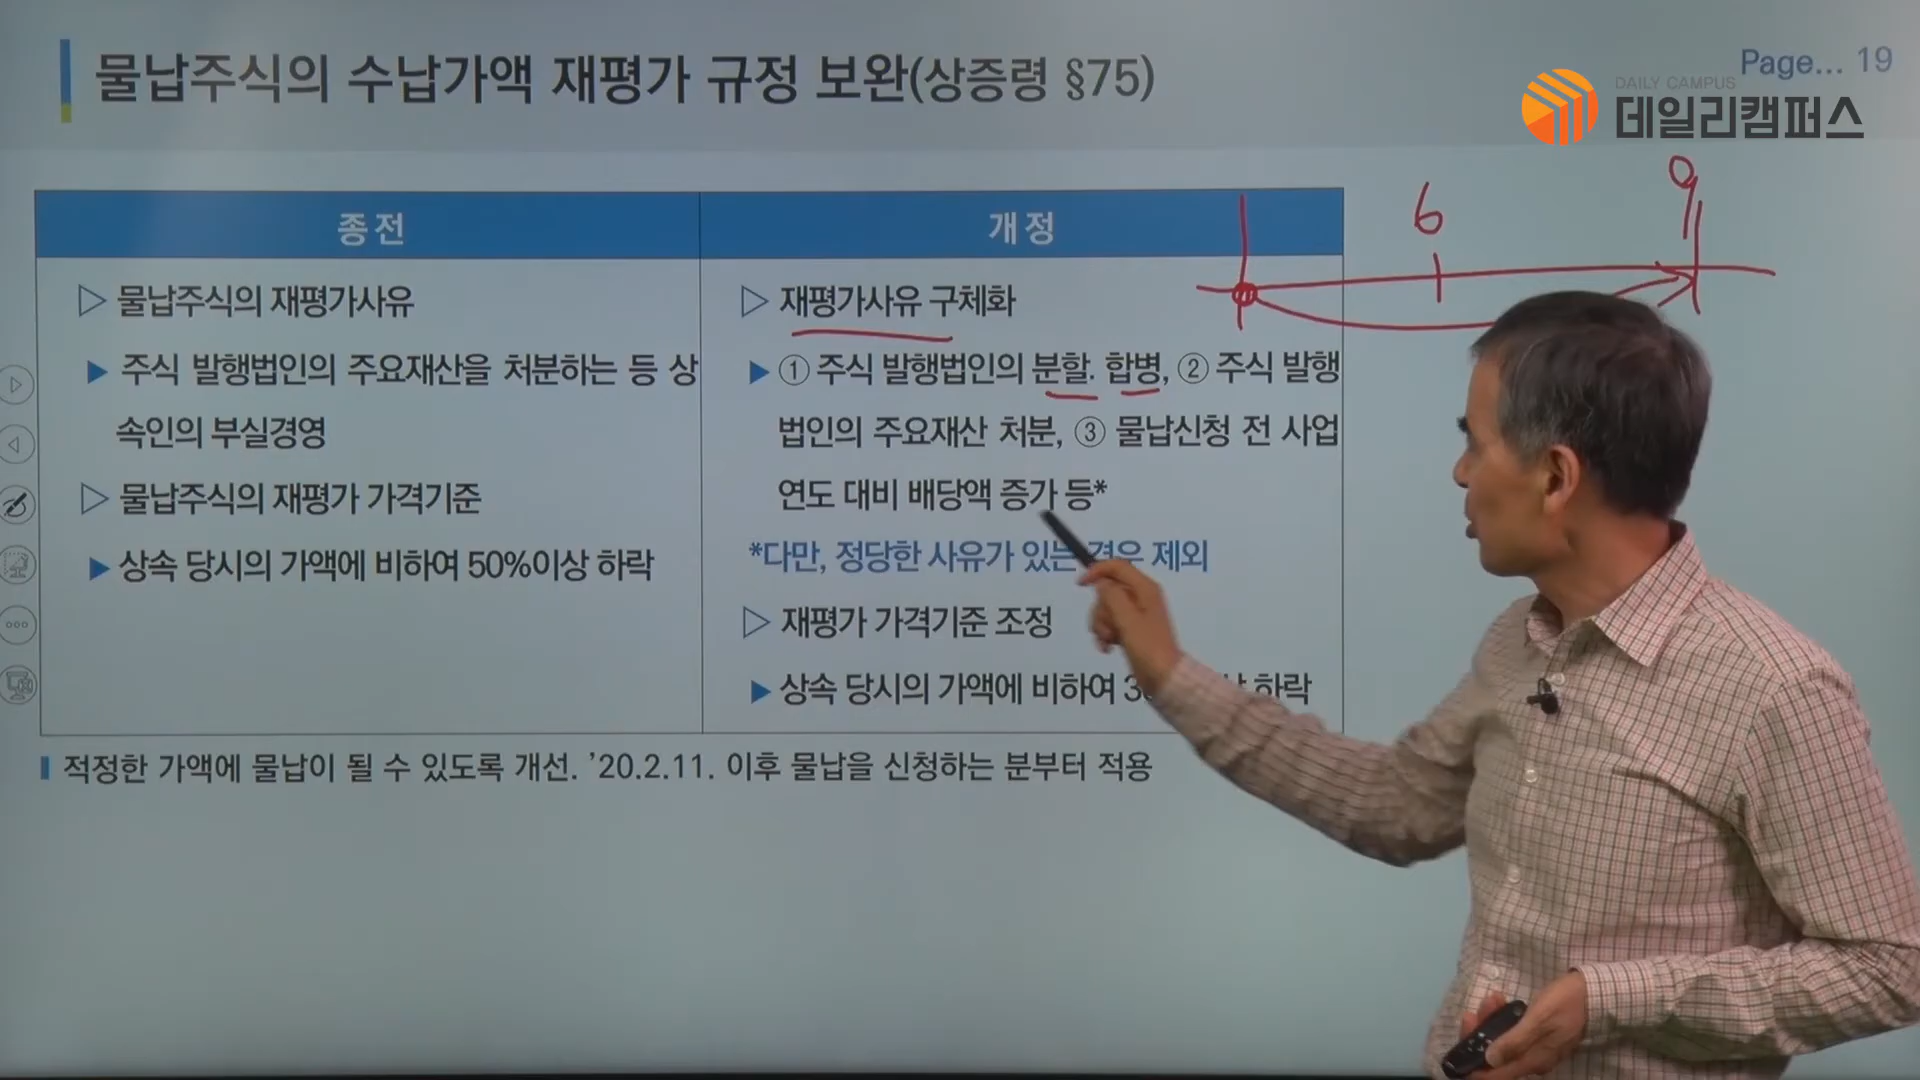 물납주식의 수납가액 재평가 규정 보완(상증령 §75)
Page... 19
DAILY CAMPUS
데일리캠퍼스
종전
▷ 물납주식의 재평가사유
▶ 주식 발행법인의 주요재산을 처분하는 등 상
속인의 부실경영
▷ 물납주식의 재평가 가격기준
▶ 상속 당시의 가액에 비하여 50%이상 하락
개정
▷ 재평가사유 구체화
▶ ① 주식 발행법인의 분할. 합병, ② 주식 발행
법인의 주요재산 처분, ③ 물납신청 전 사업
연도 대비 배당액 증가 등*
*다만, 정당한 사유가 있는 경우 제외
▷ 재평가 가격기준 조정
▶ 상속 당시의 가액에 비하여 하락
6
9
적정한 가액에 물납이 될 수 있도록 개선. ’20.2.11. 이후 물납을 신청하는 분부터 적용